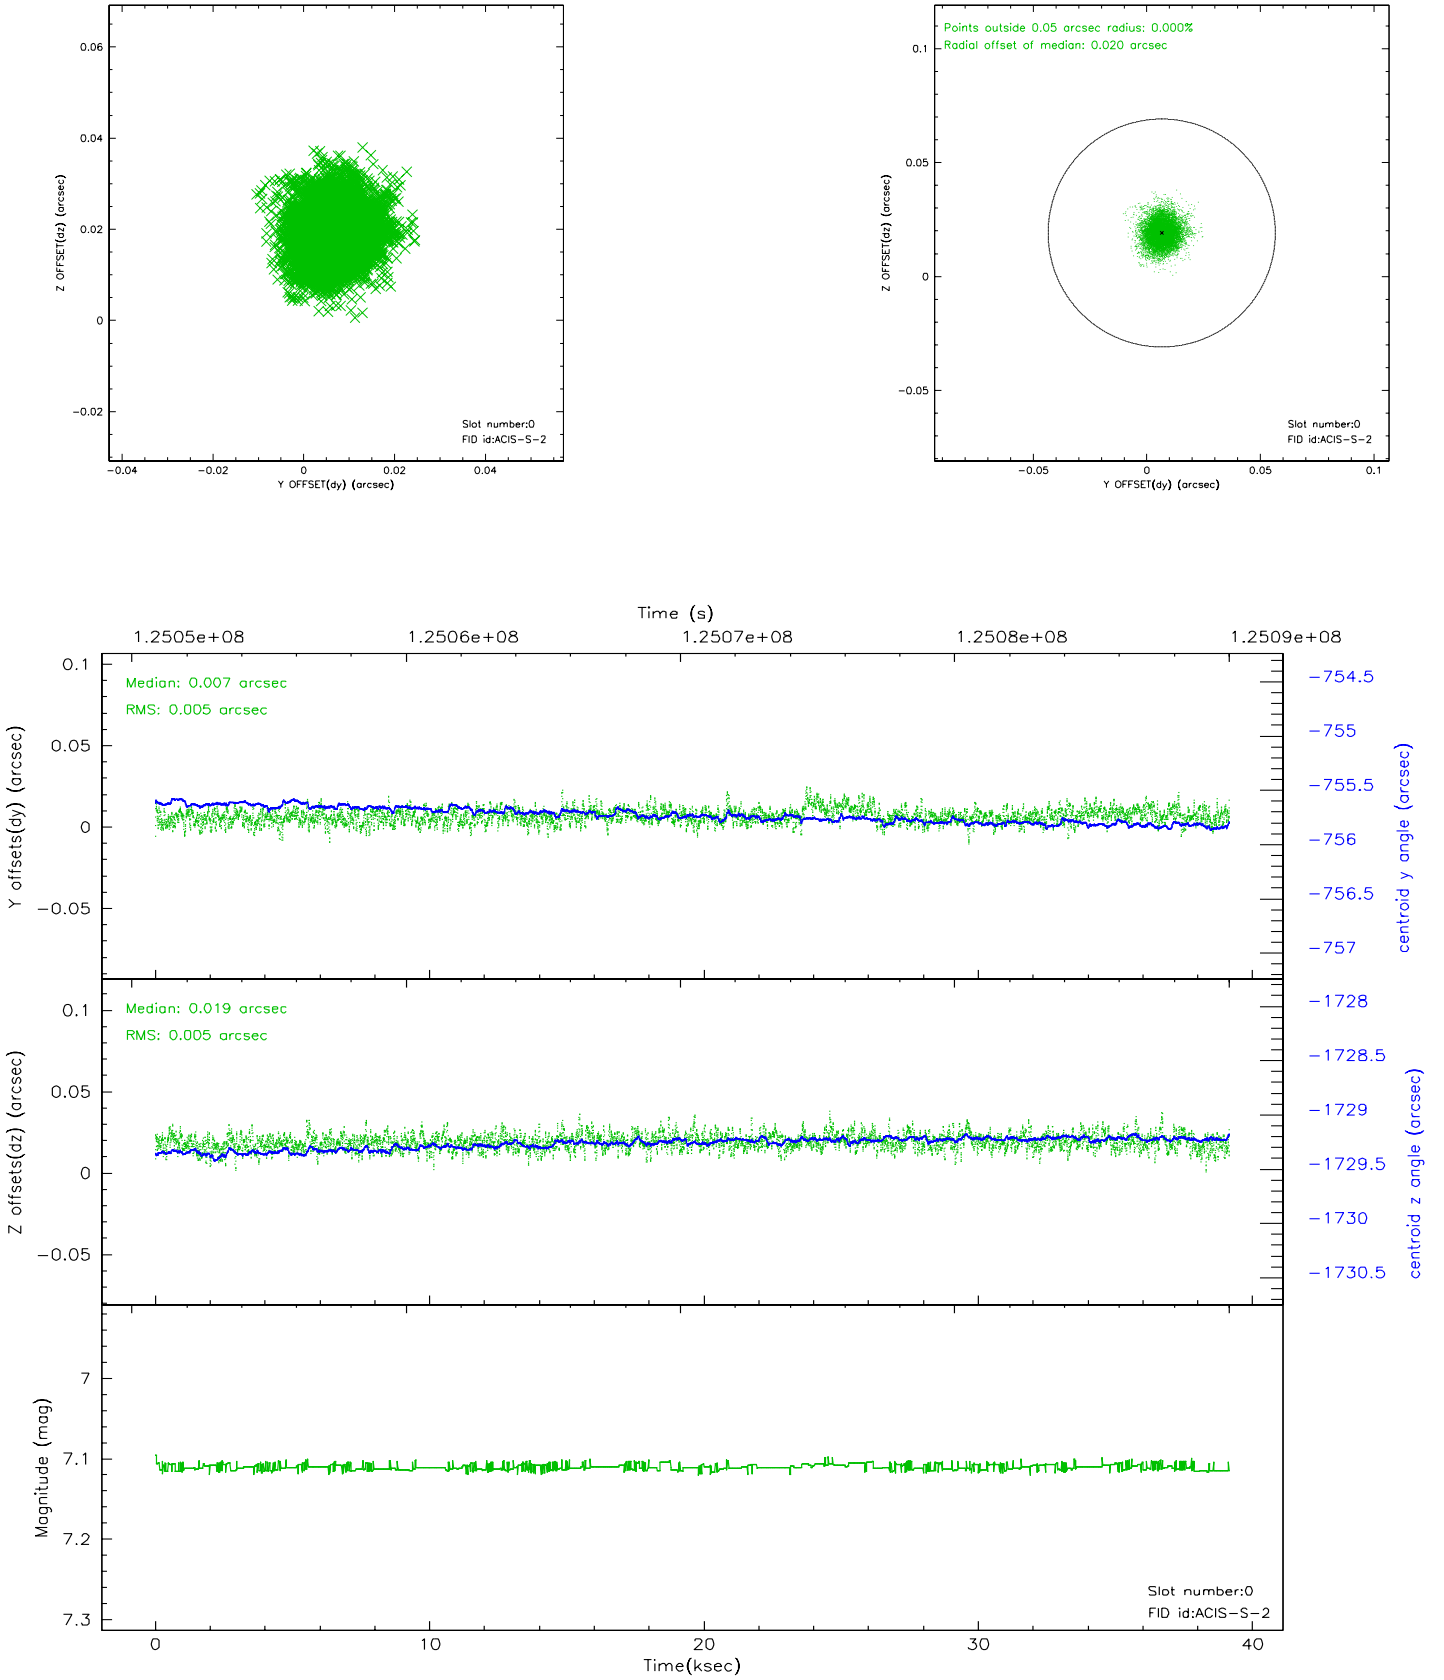 0.06
0.04
0.02
0
−0.02
Z OFFSET(dz) (arcsec)
Slot number:0
FID id:ACIS−S−2
−0.04 −0.02 0 0.02 0.04
Y OFFSET(dy) (arcsec)
Points outside 0.05 arcsec radius: 0.000%
Radial offset of median: 0.020 arcsec
0.1
0.05
0
−0.05
Z OFFSET(dz) (arcsec)
Slot number:0
FID id:ACIS−S−2
−0.05 0 0.05 0.1
Y OFFSET(dy) (arcsec)
Time (s)
1.2505e+08 1.2506e+08 1.2507e+08 1.2508e+08 1.2509e+08
Median: 0.007 arcsec
RMS: 0.005 arcsec
0.1
0.05
0
−0.05
Y offsets(dy) (arcsec)
−754.5
−755
−755.5
−756
−756.5
−757
centroid y angle (arcsec)
Median: 0.019 arcsec
RMS: 0.005 arcsec
0.1
0.05
0
−0.05
Z offsets(dz) (arcsec)
−1728
−1728.5
−1729
−1729.5
−1730
−1730.5
centroid z angle (arcsec)
7
7.1
7.2
7.3
Magnitude (mag)
Slot number:0
FID id:ACIS−S−2
0 10 20 30 40
Time(ksec)